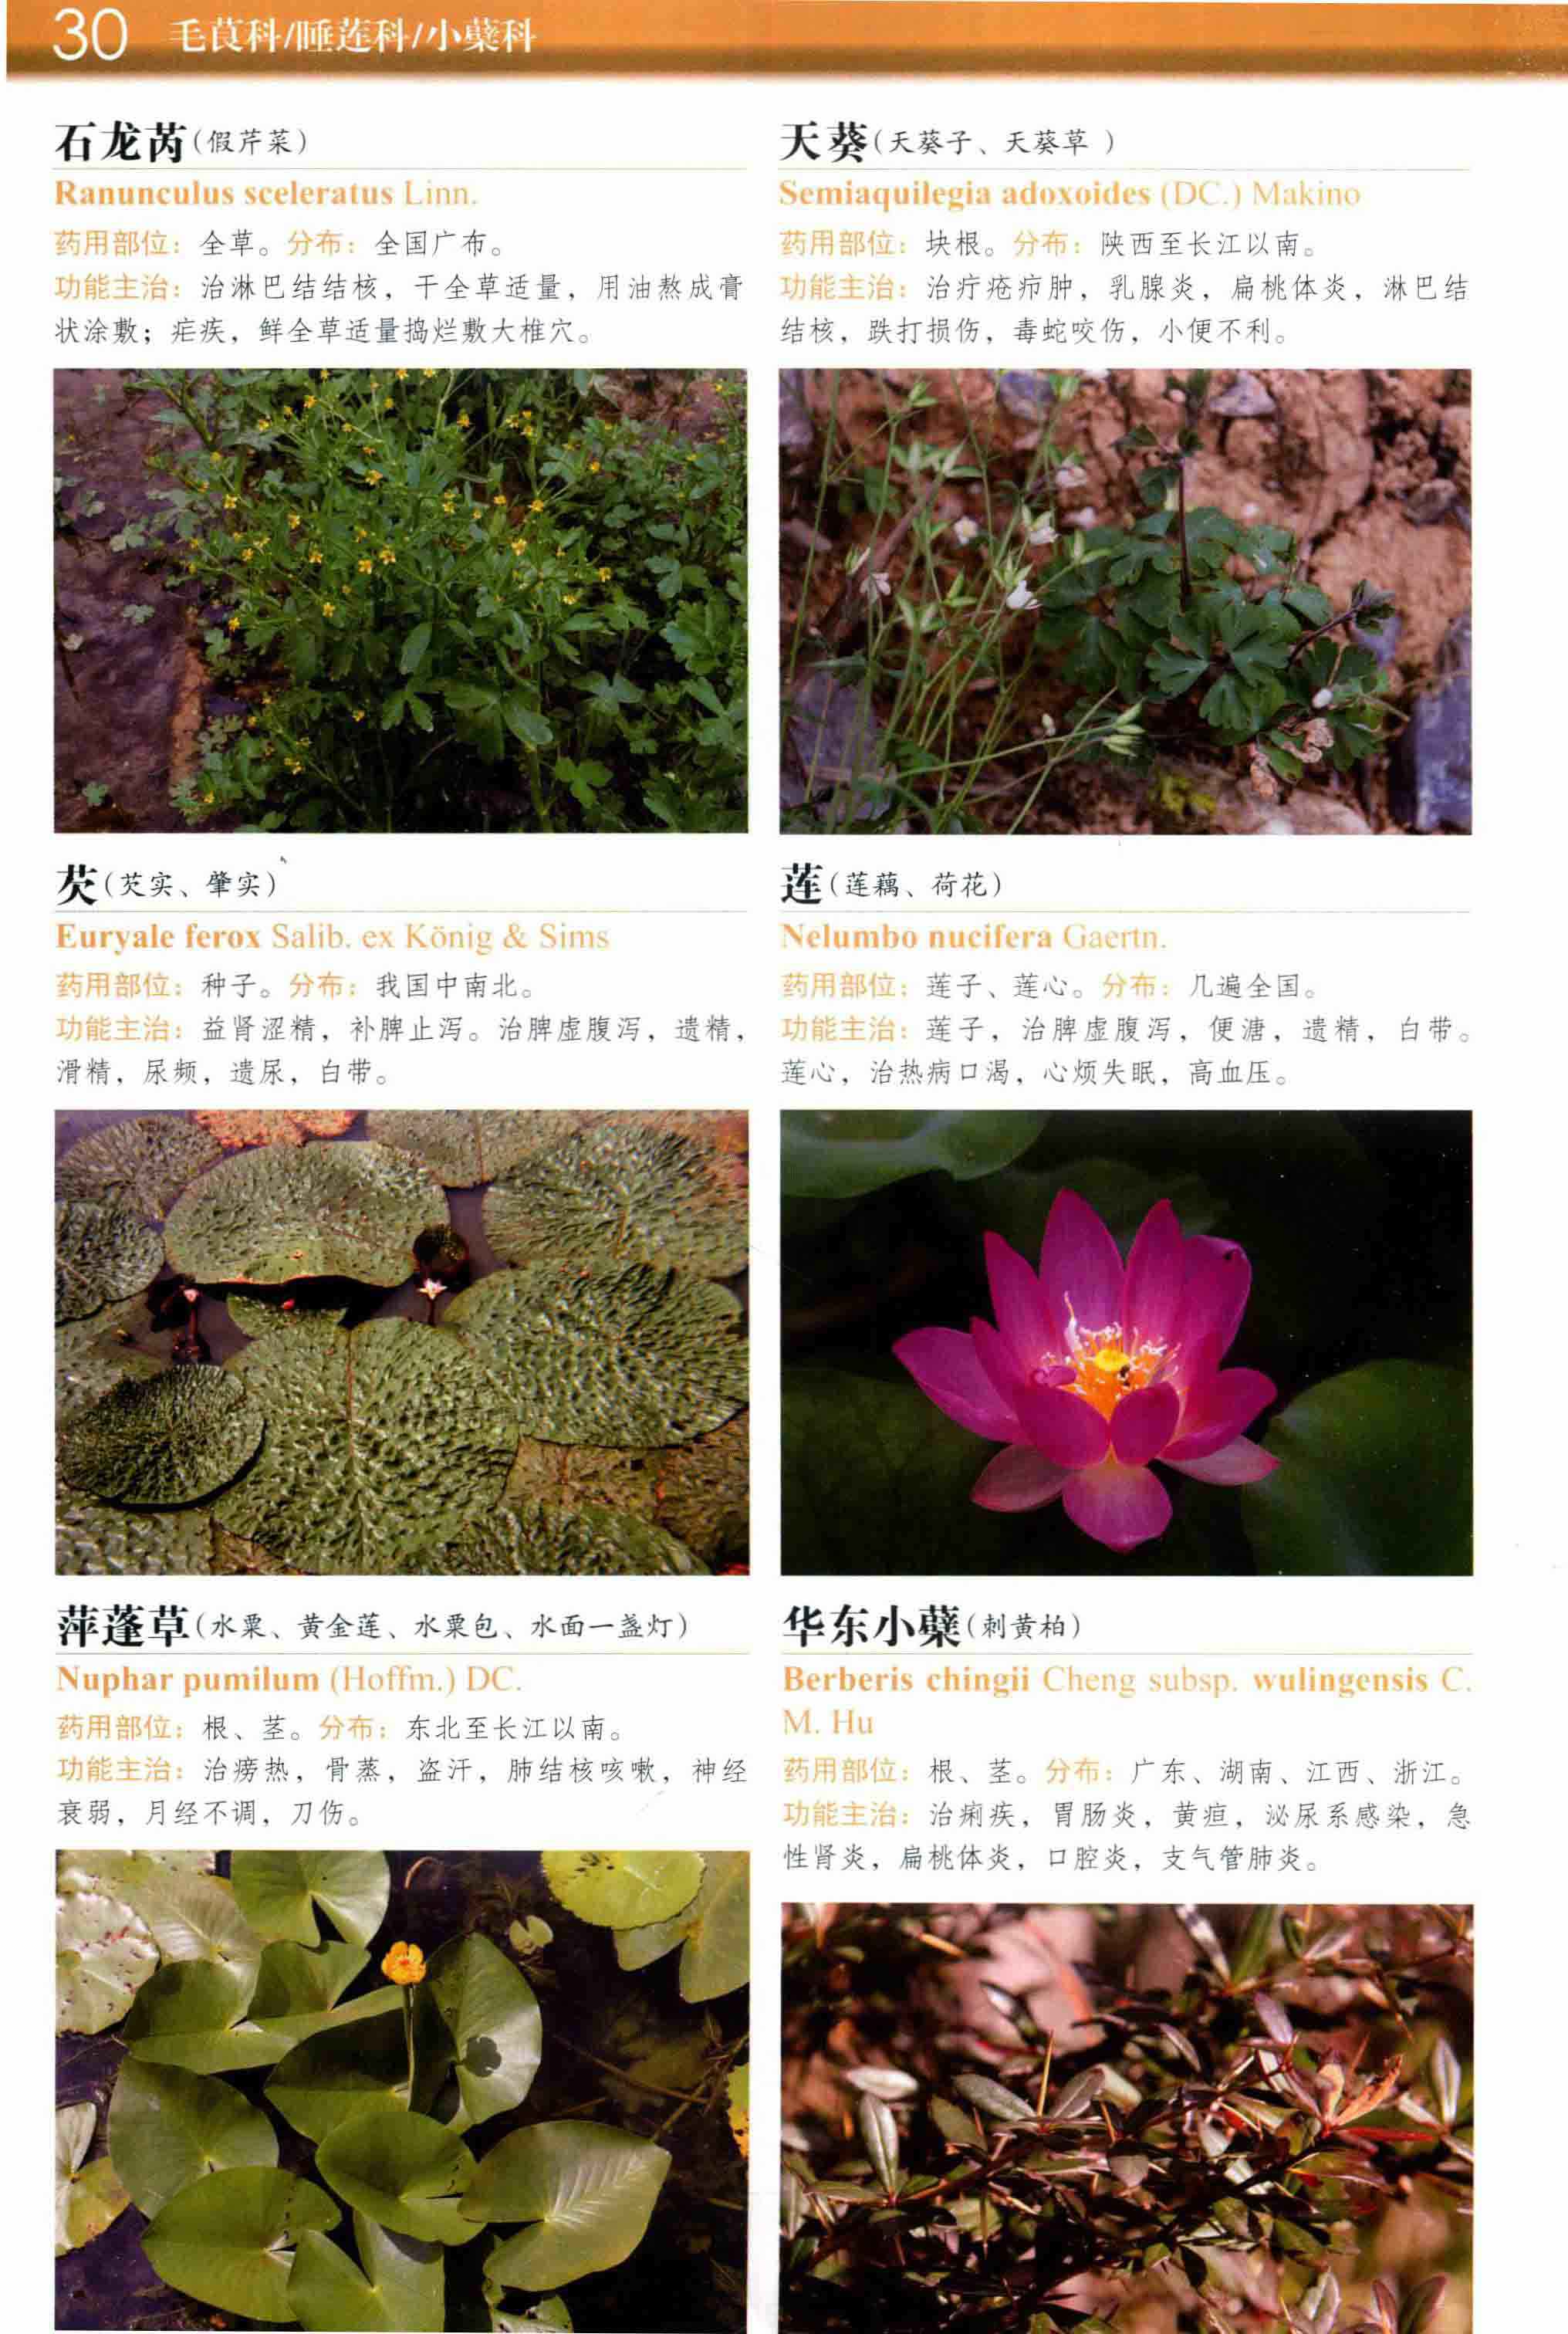 30 毛茛科/睡莲科/小蘗科
石龙芮(假芹菜)
Ranunculus sceleratus Linn.
药用部位：全草。分布：全国广布。
功能主治：治淋巴结结核，干全草适量，用油熬成膏
状涂敷；疟疾，鲜全草适量捣烂敷大椎穴。
天葵(天葵子、天葵草 )
Semiaquilegia adoxoides (DC.) Makino
药用部位：块根。分布：陕西至长江以南。
功能主治：治疗疮疖肿，乳腺炎，扁桃体炎，淋巴结
结核，跌打损伤，毒蛇咬伤，小便不利。
芡(芡实、肇实)
Euryale ferox Salib. ex König & Sims
药用部位：种子。分布：我国中南北。
功能主治：益肾涩精，补脾止泻。治脾虚腹泻，遗精，
滑精，尿频，遗尿，白带。
莲(莲藕、荷花)
Nelumbo nucifera Gaertn.
药用部位：莲子、莲心。分布：几遍全国。
功能主治：莲子，治脾虚腹泻，便溏，遗精，白带。
莲心，治热病口渴，心烦失眠，高血压。
萍蓬草(水粟、黄金莲、水粟包、水面一盏灯)
Nuphar pumilum (Hoffm.) DC.
药用部位：根、茎。分布：东北至长江以南。
功能主治：治痨热，骨蒸，盗汗，肺结核咳嗽，神经
衰弱，月经不调，刀伤。
华东小蘗(刺黄柏)
Berberis chingii Cheng subsp. wulingensis C.
M. Hu
药用部位：根、茎。分布：广东、湖南、江西、浙江。
功能主治：治痢疾，胃肠炎，黄疸，泌尿系感染，急
性肾炎，扁桃体炎，口腔炎，支气管肺炎。